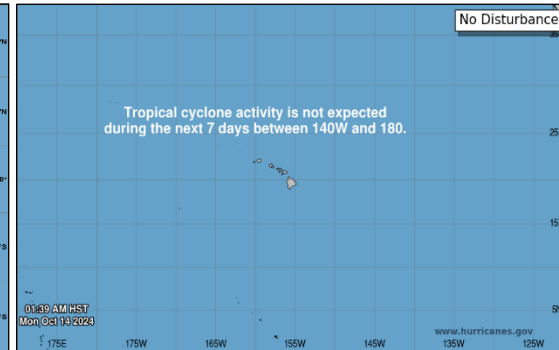 No Disturbance
Tropical cyclone activity is not expected
during the next 7 days between 140W and 180.
25
15
01:39 AM HST
Mon Oct 14 2024
www.hurricanes.gov
175E
175W
165W
155W
145W
135W
125W